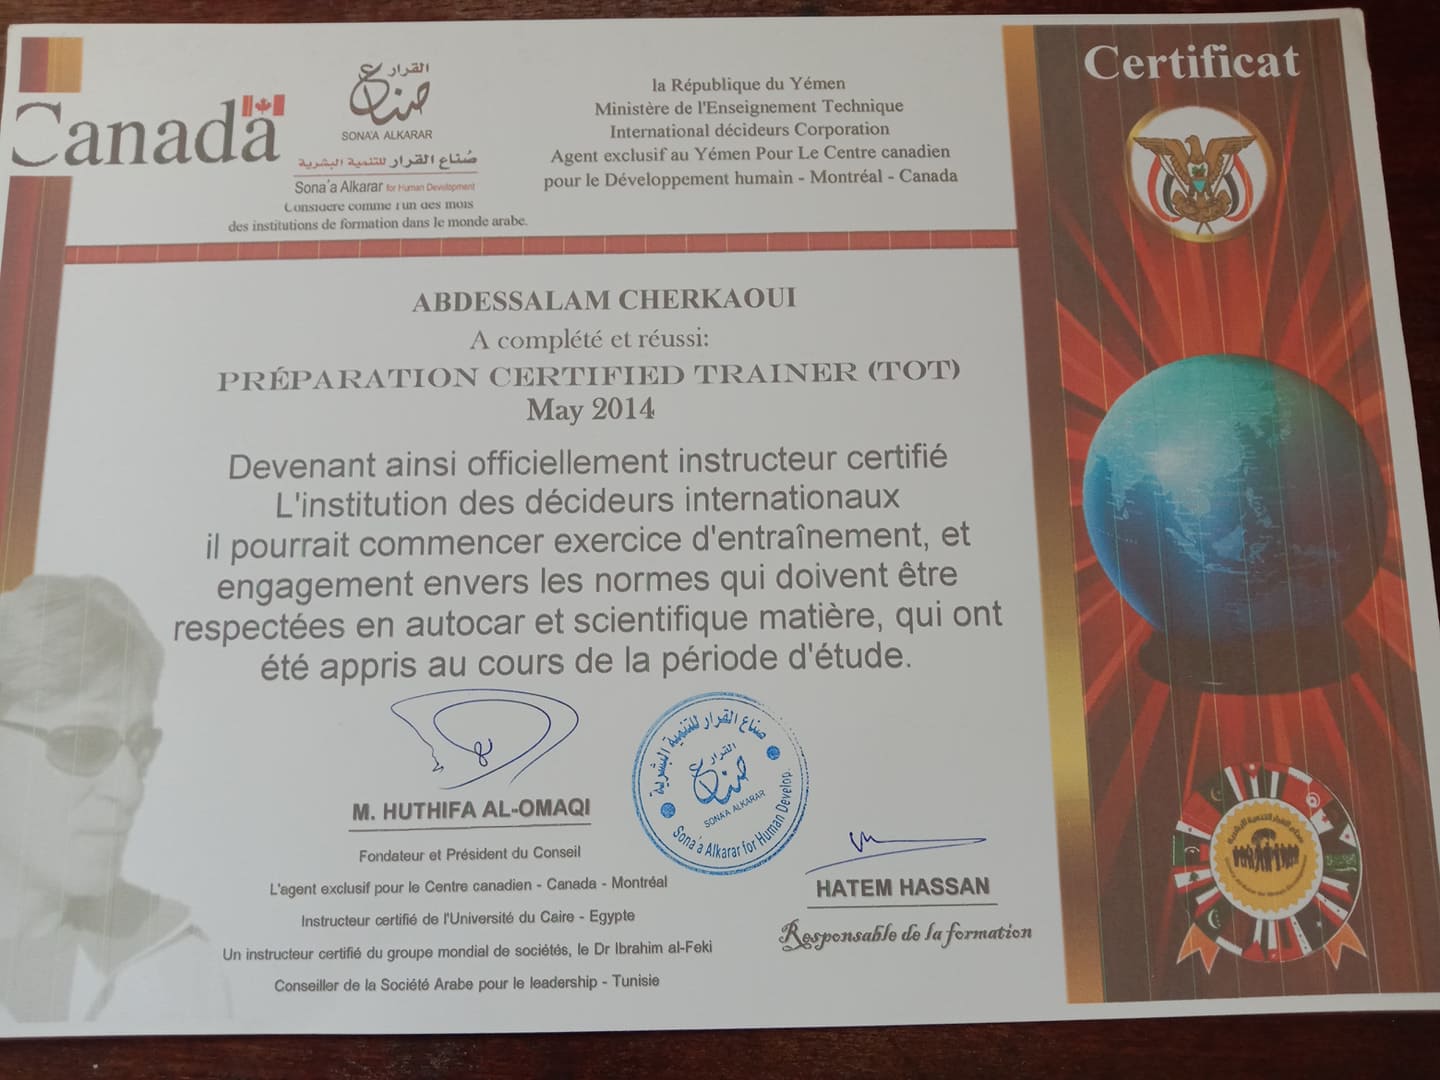 Canada
القرار
صناع
SONA'A ALKARAR
صُناع القرار للتنمية البشرية
Sona'a Alkarar for Human Development
Considère comme l'un des mois
des institutions de formation dans le monde arabe.
la République du Yémen
Ministère de l'Enseignement Technique
International décideurs Corporation
Agent exclusif au Yémen Pour Le Centre canadien
pour le Développement humain - Montréal - Canada
Certificat
ABDESSALAM CHERKAOUI
A complété et réussi:
PRÉPARATION CERTIFIED TRAINER (TOT)
May 2014
Devenant ainsi officiellement instructeur certifié
L'institution des décideurs internationaux
il pourrait commencer exercice d'entraînement, et
engagement envers les normes qui doivent être
respectées en autocar et scientifique matière, qui ont
été appris au cours de la période d'étude.
M. HUTHIFA AL-OMAQI
Fondateur et Président du Conseil
L'agent exclusif pour le Centre canadien - Canada - Montréal
Instructeur certifié de l'Université du Caire - Egypte
Un instructeur certifié du groupe mondial de sociétés, le Dr Ibrahim al-Feki
Conseiller de la Société Arabe pour le leadership - Tunisie
صناع القرار للتنمية البشرية
القرار
صناع
SONA'A ALKARAR
Sona'a Alkarar for Human Develop.
HATEM HASSAN
Responsable de la formation
صناع القرار للتنمية البشرية